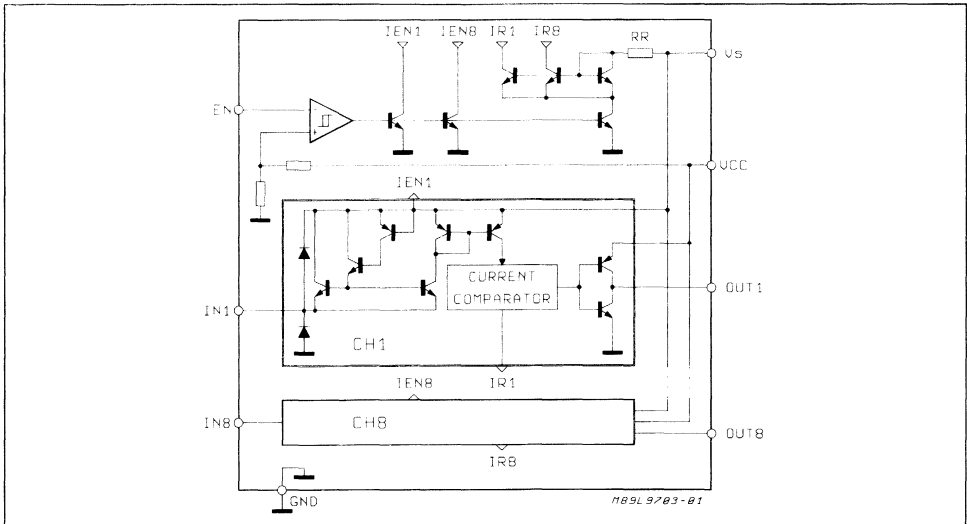 IEN1 IEN8 IR1 IR8
RR
Vs
EN
-
+
VCC
IEN1
CURRENT
COMPARATOR
OUT1
IN1
CH1
IEN8 IR1
IN8
CH8
OUT8
IR8
GND
M89L9703-01